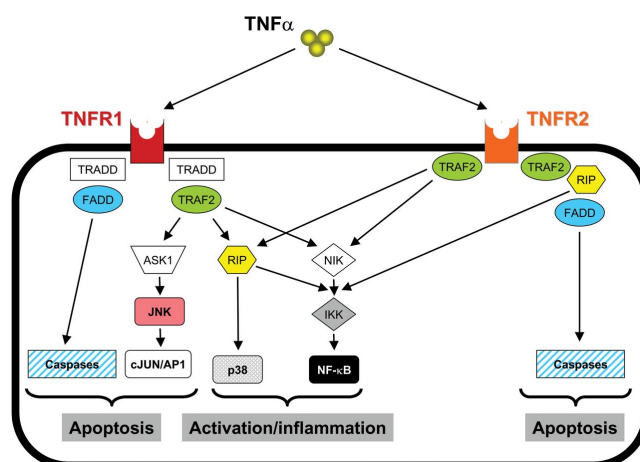 TNFα
TNFR1
TNFR2
TRADD
TRADD
TRAF2
TRAF2
RIP
FADD
TRAF2
FADD
ASK1
RIP
NIK
JNK
IKK
Caspases
cJUN/AP1
p38
NF-κB
Caspases
Apoptosis
Activation/inflammation
Apoptosis